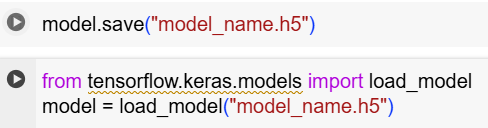 model.save("model_name.h5")
from tensorflow.keras.models import load_model
model = load_model("model_name.h5")